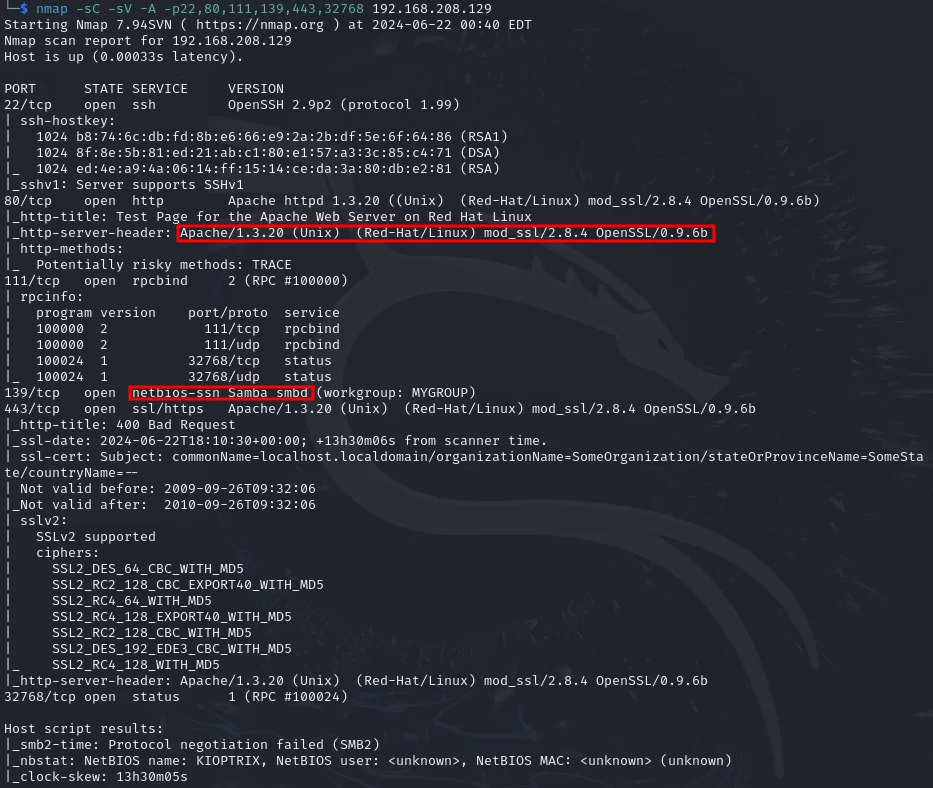 └─$ nmap -sC -sV -A -p22,80,111,139,443,32768 192.168.208.129
Starting Nmap 7.94SVN ( https://nmap.org ) at 2024-06-22 00:40 EDT
Nmap scan report for 192.168.208.129
Host is up (0.00033s latency).

PORT      STATE SERVICE     VERSION
22/tcp    open  ssh         OpenSSH 2.9p2 (protocol 1.99)
| ssh-hostkey:
|   1024 b8:74:6c:db:fd:8b:e6:66:e9:2a:2b:df:5e:6f:64:86 (RSA1)
|   1024 8f:8e:5b:81:ed:21:ab:c1:80:e1:57:a3:3c:85:c4:71 (DSA)
|_  1024 ed:4e:a9:4a:06:14:ff:15:14:ce:da:3a:80:db:e2:81 (RSA)
|_sshv1: Server supports SSHv1
80/tcp    open  http        Apache httpd 1.3.20 ((Unix)  (Red-Hat/Linux) mod_ssl/2.8.4 OpenSSL/0.9.6b)
|_http-title: Test Page for the Apache Web Server on Red Hat Linux
|_http-server-header: Apache/1.3.20 (Unix)  (Red-Hat/Linux) mod_ssl/2.8.4 OpenSSL/0.9.6b
| http-methods:
|_  Potentially risky methods: TRACE
111/tcp   open  rpcbind     2 (RPC #100000)
| rpcinfo:
|   program version    port/proto  service
|   100000  2            111/tcp   rpcbind
|   100000  2            111/udp   rpcbind
|   100024  1          32768/tcp   status
|_  100024  1          32768/udp   status
139/tcp   open  netbios-ssn Samba smbd (workgroup: MYGROUP)
443/tcp   open  ssl/https   Apache/1.3.20 (Unix)  (Red-Hat/Linux) mod_ssl/2.8.4 OpenSSL/0.9.6b
|_http-title: 400 Bad Request
|_ssl-date: 2024-06-22T18:10:30+00:00; +13h30m06s from scanner time.
| ssl-cert: Subject: commonName=localhost.localdomain/organizationName=SomeOrganization/stateOrProvinceName=SomeSta
te/countryName=--
| Not valid before: 2009-09-26T09:32:06
|_Not valid after:  2010-09-26T09:32:06
| sslv2:
|   SSLv2 supported
|   ciphers:
|     SSL2_DES_64_CBC_WITH_MD5
|     SSL2_RC2_128_CBC_EXPORT40_WITH_MD5
|     SSL2_RC4_64_WITH_MD5
|     SSL2_RC4_128_EXPORT40_WITH_MD5
|     SSL2_RC2_128_CBC_WITH_MD5
|     SSL2_DES_192_EDE3_CBC_WITH_MD5
|_    SSL2_RC4_128_WITH_MD5
|_http-server-header: Apache/1.3.20 (Unix)  (Red-Hat/Linux) mod_ssl/2.8.4 OpenSSL/0.9.6b
32768/tcp open  status      1 (RPC #100024)

Host script results:
|_smb2-time: Protocol negotiation failed (SMB2)
|_nbstat: NetBIOS name: KIOPTRIX, NetBIOS user: <unknown>, NetBIOS MAC: <unknown> (unknown)
|_clock-skew: 13h30m05s